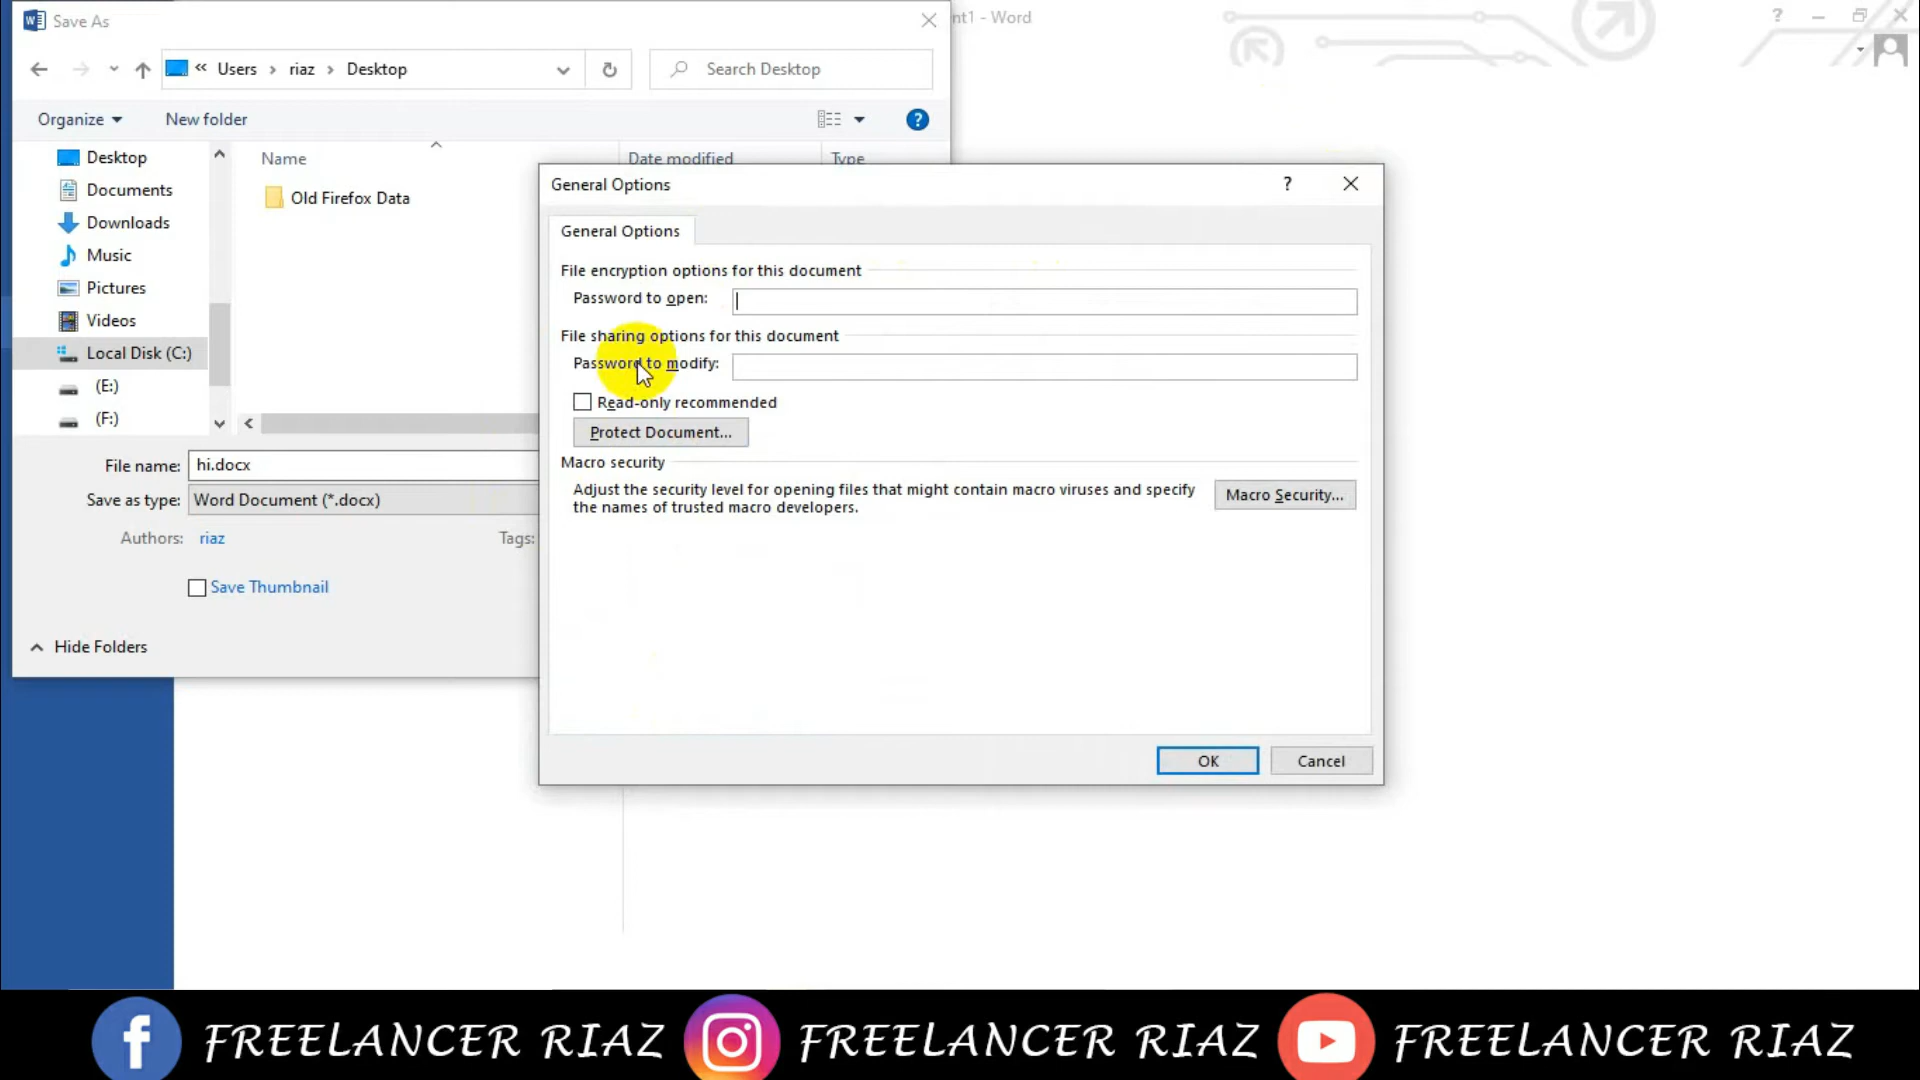 Save As
nt1 - Word
Users
riaz
Desktop
Search Desktop
Organize
New folder
Desktop
Documents
Downloads
Music
Pictures
Videos
Local Disk (C:)
(E:)
(F:)
Name
Date modified
Type
Old Firefox Data
File name:
hi.docx
Save as type:
Word Document (*.docx)
Authors:
riaz
Tags:
Save Thumbnail
Hide Folders
General Options
General Options
File encryption options for this document
Password to open:
File sharing options for this document
Password to modify:
Read-only recommended
Protect Document...
Macro security
Adjust the security level for opening files that might contain macro viruses and specify
the names of trusted macro developers.
Macro Security...
OK
Cancel
FREELANCER RIAZ
FREELANCER RIAZ
FREELANCER RIAZ